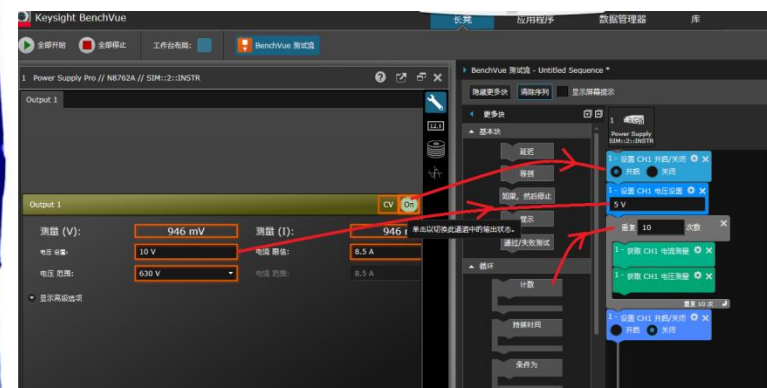 Keysight BenchVue
长凳 应用程序 数据管理器 库
全部开始 全部停止 工作台布局: BenchVue 测试流
1 Power Supply Pro // N8762A // SIM::2::INSTR
Output 1
Output 1 CV On
测量 (V): 946 mV 测量 (I): 946
单击以切换此通道中的输出状态。
电压 设置: 10 V 电流 限值: 8.5 A
电压 范围: 630 V 电流 范围: 8.5 A
显示高级选项
BenchVue 测试流 - Untitled Sequence *
隐藏更多块 清除序列 显示屏幕提示
更多块
基本块
延迟
等到
如果，然后停止
提示
通过/失败测试
循环
计数
持续时间
条件为
1
Power Supply
SIM::2::INSTR
1 - 设置 CH1 开启/关闭
开启 关闭
1 - 设置 CH1 电压设置
5 V
重复 10 次数
1 - 获取 CH1 电流测量
1 - 获取 CH1 电压测量
重复 10 次
1 - 设置 CH1 开启/关闭
开启 关闭